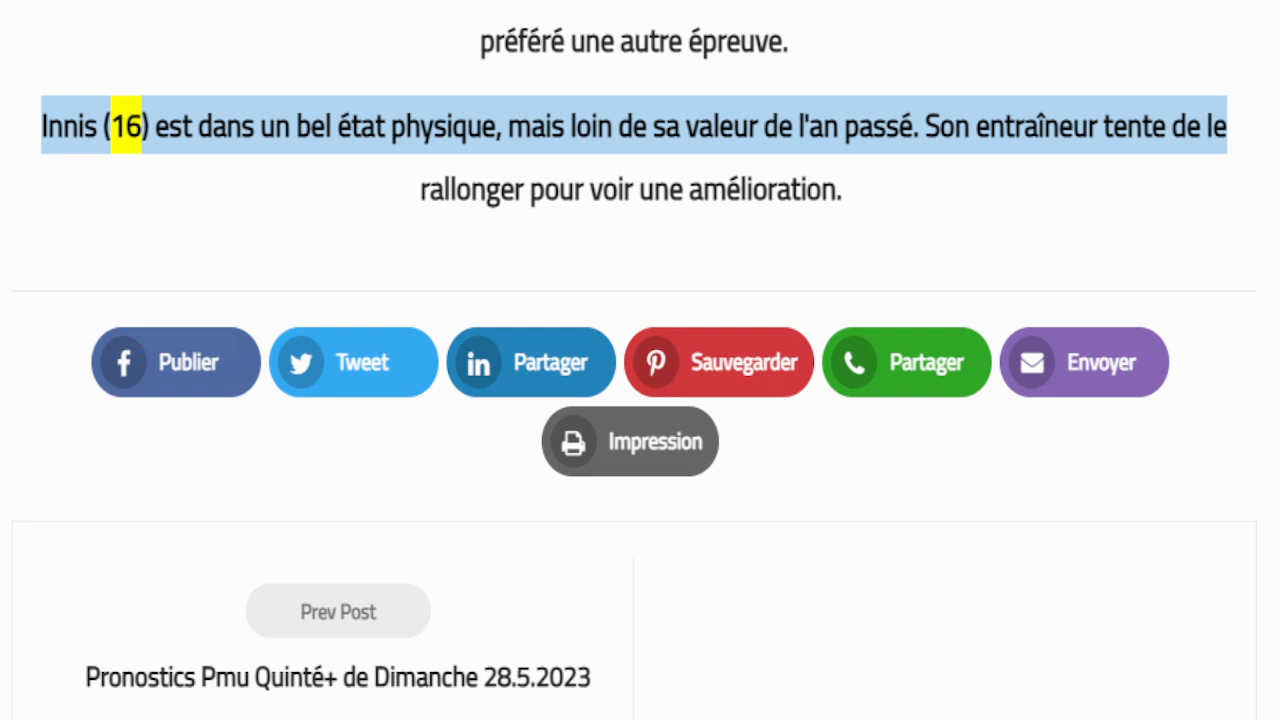 préféré une autre épreuve.
Innis (16) est dans un bel état physique, mais loin de sa valeur de l'an passé. Son entraîneur tente de le
rallonger pour voir une amélioration.
Publier
Tweet
Partager
Sauvegarder
Partager
Envoyer
Impression
Prev Post
Pronostics Pmu Quinté+ de Dimanche 28.5.2023